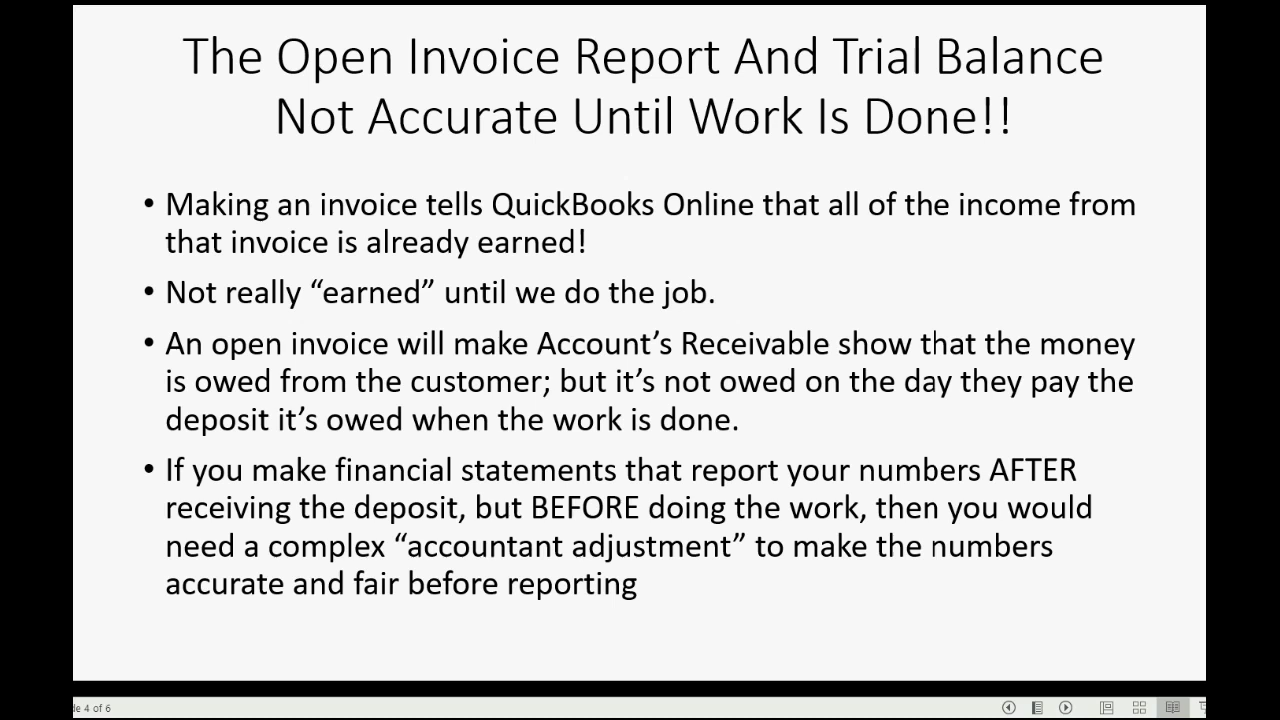 The Open Invoice Report And Trial Balance
Not Accurate Until Work Is Done!!
• Making an invoice tells QuickBooks Online that all of the income from
that invoice is already earned!
• Not really “earned” until we do the job.
• An open invoice will make Account’s Receivable show that the money
is owed from the customer; but it’s not owed on the day they pay the
deposit it’s owed when the work is done.
• If you make financial statements that report your numbers AFTER
receiving the deposit, but BEFORE doing the work, then you would
need a complex “accountant adjustment” to make the numbers
accurate and fair before reporting
de 4 of 6